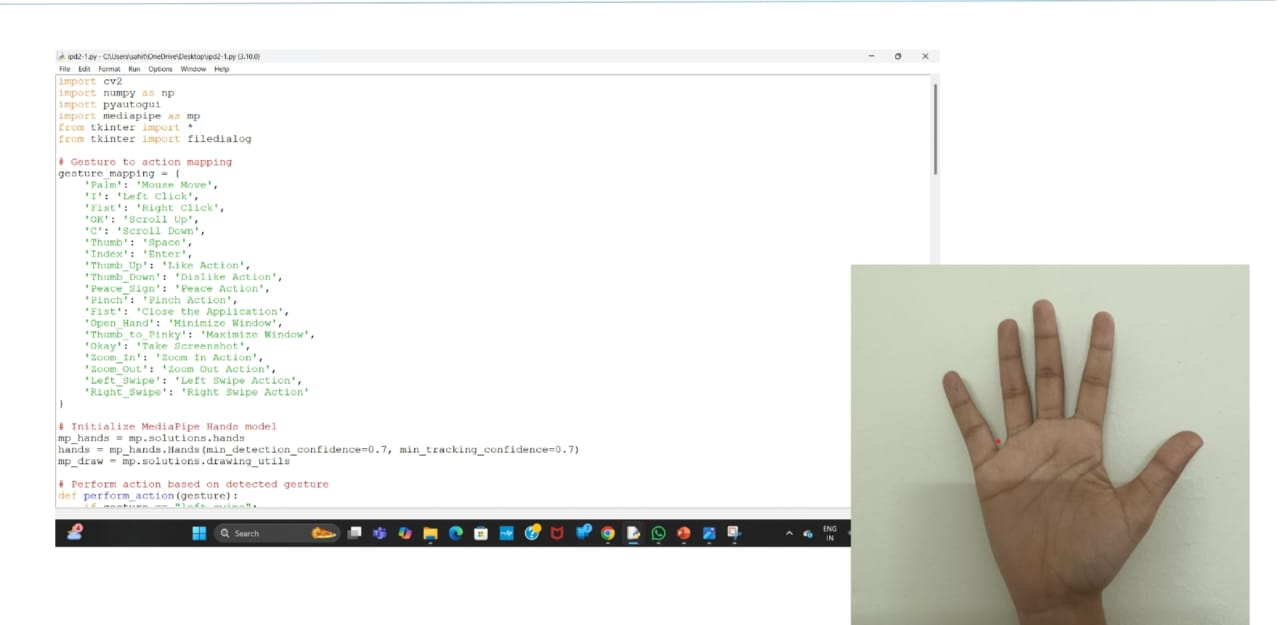 ipd2-1.py - C:\Users\sahit\OneDrive\Desktop\ipd2-1.py (3.10.0)
File Edit Format Run Options Window Help
import cv2
import numpy as np
import pyautogui
import mediapipe as mp
from tkinter import *
from tkinter import filedialog
# Gesture to action mapping
gesture_mapping = {
'Palm': 'Mouse Move',
'I': 'Left Click',
'Fist': 'Right Click',
'OK': 'Scroll Up',
'C': 'Scroll Down',
'Thumb': 'Space',
'Index': 'Enter',
'Thumb_Up': 'Like Action',
'Thumb_Down': 'Dislike Action',
'Peace_Sign': 'Peace Action',
'Pinch': 'Pinch Action',
'Fist': 'Close the Application',
'Open_Hand': 'Minimize Window',
'Thumb_to_Pinky': 'Maximize Window',
'Okay': 'Take Screenshot',
'Zoom_In': 'Zoom In Action',
'Zoom_Out': 'Zoom Out Action',
'Left_Swipe': 'Left Swipe Action',
'Right_Swipe': 'Right Swipe Action'
}
# Initialize MediaPipe Hands model
mp_hands = mp.solutions.hands
hands = mp_hands.Hands(min_detection_confidence=0.7, min_tracking_confidence=0.7)
mp_draw = mp.solutions.drawing_utils
# Perform action based on detected gesture
def perform_action(gesture):
Search
ENG
IN